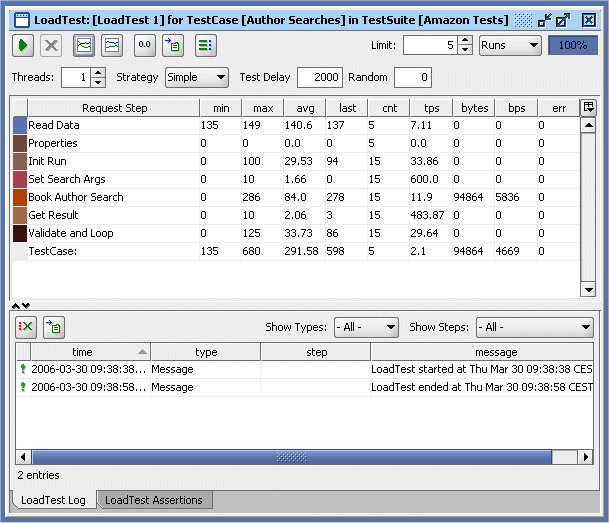 LoadTest: [LoadTest 1] for TestCase [Author Searches] in TestSuite [Amazon Tests]
0.0 Limit: 5 Runs 100%
Threads: 1 Strategy Simple Test Delay 2000 Random 0
Request Step min max avg last cnt tps bytes bps err
Read Data 135 149 140.6 137 5 7.11 0 0 0
Properties 0 0 0.0 0 5 0.0 0 0 0
Init Run 0 100 29.53 94 15 33.86 0 0 0
Set Search Args 0 10 1.66 0 15 600.0 0 0 0
Book Author Search 0 286 84.0 278 15 11.9 94864 5836 0
Get Result 0 10 2.06 3 15 483.87 0 0 0
Validate and Loop 0 125 33.73 86 15 29.64 0 0 0
TestCase: 135 680 291.58 598 5 2.1 94864 4669 0
Show Types: - All - Show Steps: - All -
time type step message
2006-03-30 09:38:38... Message LoadTest started at Thu Mar 30 09:38:38 CES
2006-03-30 09:38:58... Message LoadTest ended at Thu Mar 30 09:38:58 CEST
2 entries
LoadTest Log LoadTest Assertions